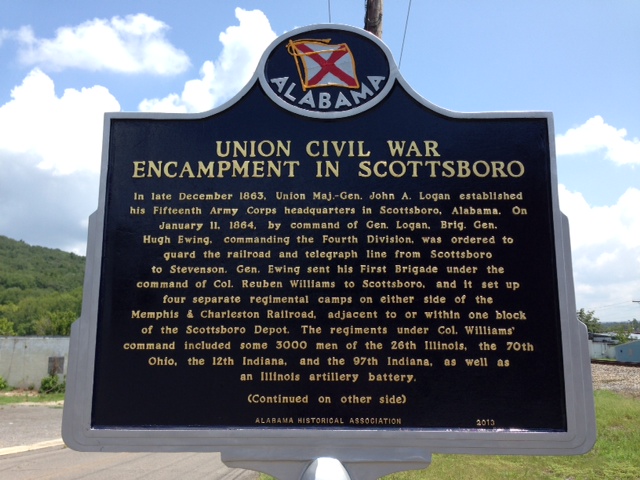 ALABAMA
UNION CIVIL WAR
ENCAMPMENT IN SCOTTSBORO
In late December 1863, Union Maj.-Gen. John A. Logan established
his Fifteenth Army Corps headquarters in Scottsboro, Alabama. On
January 11, 1864, by command of Gen. Logan, Brig. Gen.
Hugh Ewing, commanding the Fourth Division, was ordered to
guard the railroad and telegraph line from Scottsboro
to Stevenson. Gen. Ewing sent his First Brigade under the
command of Col. Reuben Williams to Scottsboro, and it set up
four separate regimental camps on either side of the
Memphis & Charleston Railroad, adjacent to or within one block
of the Scottsboro Depot. The regiments under Col. Williams'
command included some 3000 men of the 26th Illinois, the 70th
Ohio, the 12th Indiana, and the 97th Indiana, as well as
an Illinois artillery battery.
(Continued on other side)
ALABAMA HISTORICAL ASSOCIATION 2013